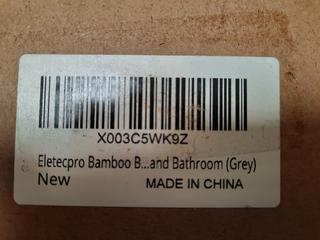 X003C5WK9Z
Eletecpro Bamboo B...and Bathroom (Grey)
New MADE IN CHINA